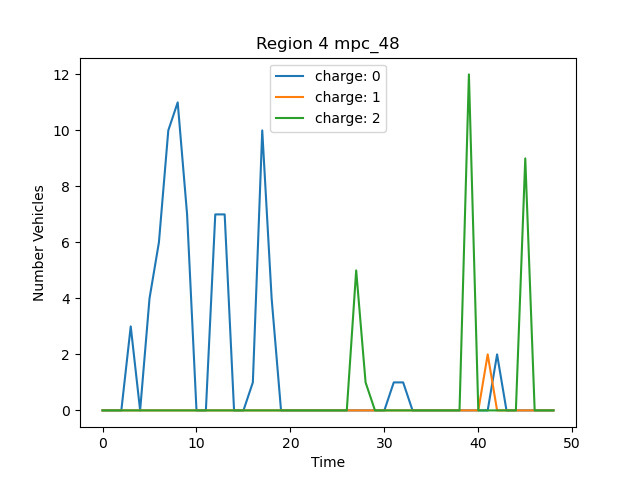 Region 4 mpc_48
charge: 0
charge: 1
charge: 2
Number Vehicles
12
10
8
6
4
2
0
0 10 20 30 40 50
Time